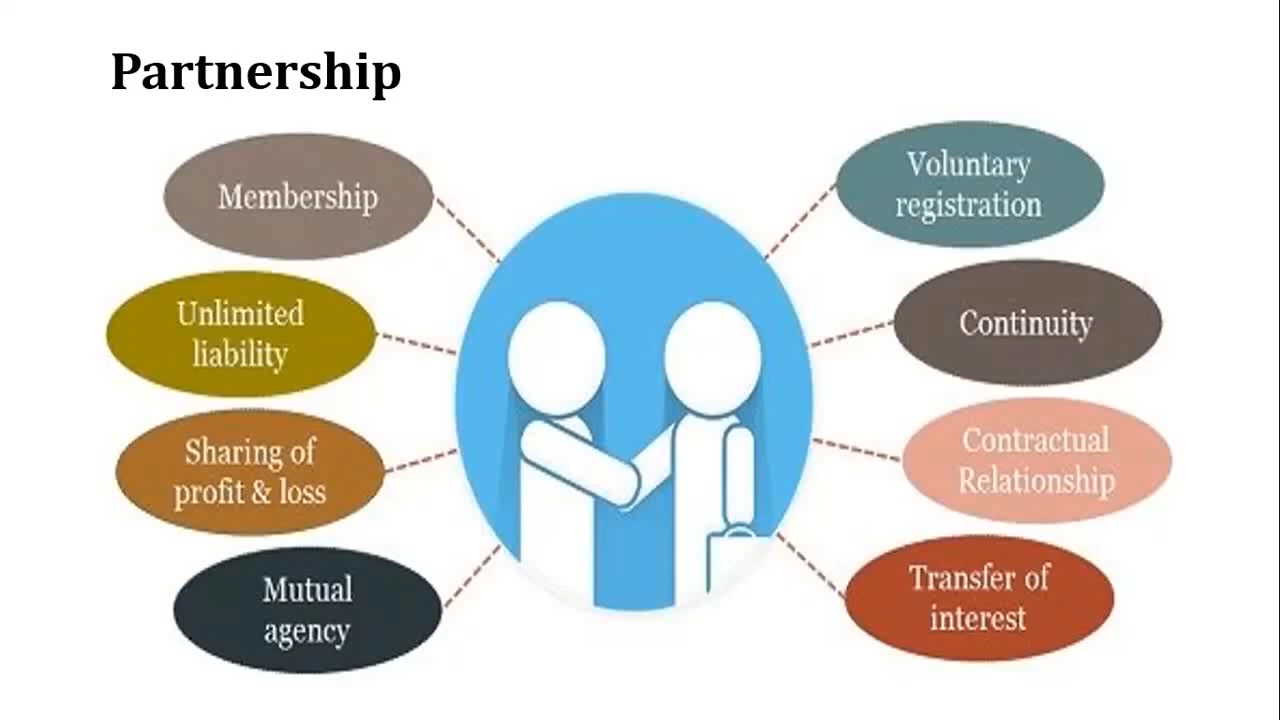 Partnership
Membership
Unlimited
liability
Sharing of
profit & loss
Mutual
agency
Voluntary
registration
Continuity
Contractual
Relationship
Transfer of
interest